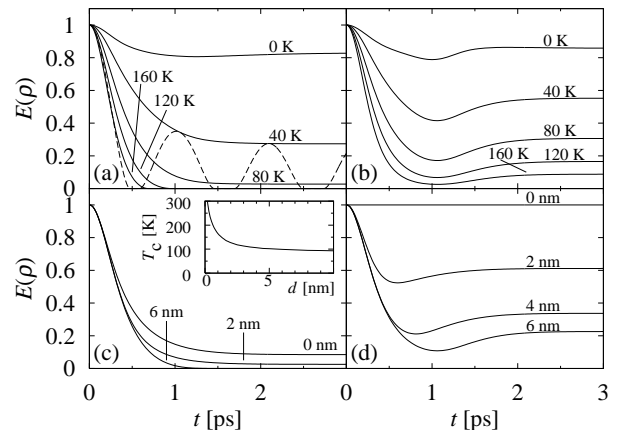 1
0.8
0.6
0.4
0.2
0
E(ρ)
0 K
160 K
120 K
40 K
80 K
(a)
0 K
40 K
80 K
160 K
120 K
(b)
1
0.8
0.6
0.4
0.2
0
E(ρ)
300
200
100
0
T_c [K]
5
d [nm]
6 nm
2 nm
0 nm
(c)
0 nm
2 nm
4 nm
6 nm
(d)
0 1 2 0 1 2 3
t [ps] t [ps]